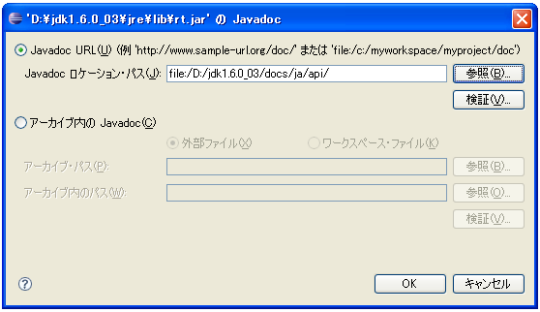 'D:¥jdk1.6.0_03¥jre¥lib¥rt.jar' の Javadoc
Javadoc URL(U) (例 'http://www.sample-url.org/doc/' または 'file:/c:/myworkspace/myproject/doc')
Javadoc ロケーション・パス(J): file:/D:/jdk1.6.0_03/docs/ja/api/ 参照(B)...
検証(V)...
アーカイブ内の Javadoc(C)
外部ファイル(X) ワークスペース・ファイル(K)
アーカイブ・パス(P): 参照(B)...
アーカイブ内のパス(W): 参照(O)...
検証(V)...
? OK キャンセル